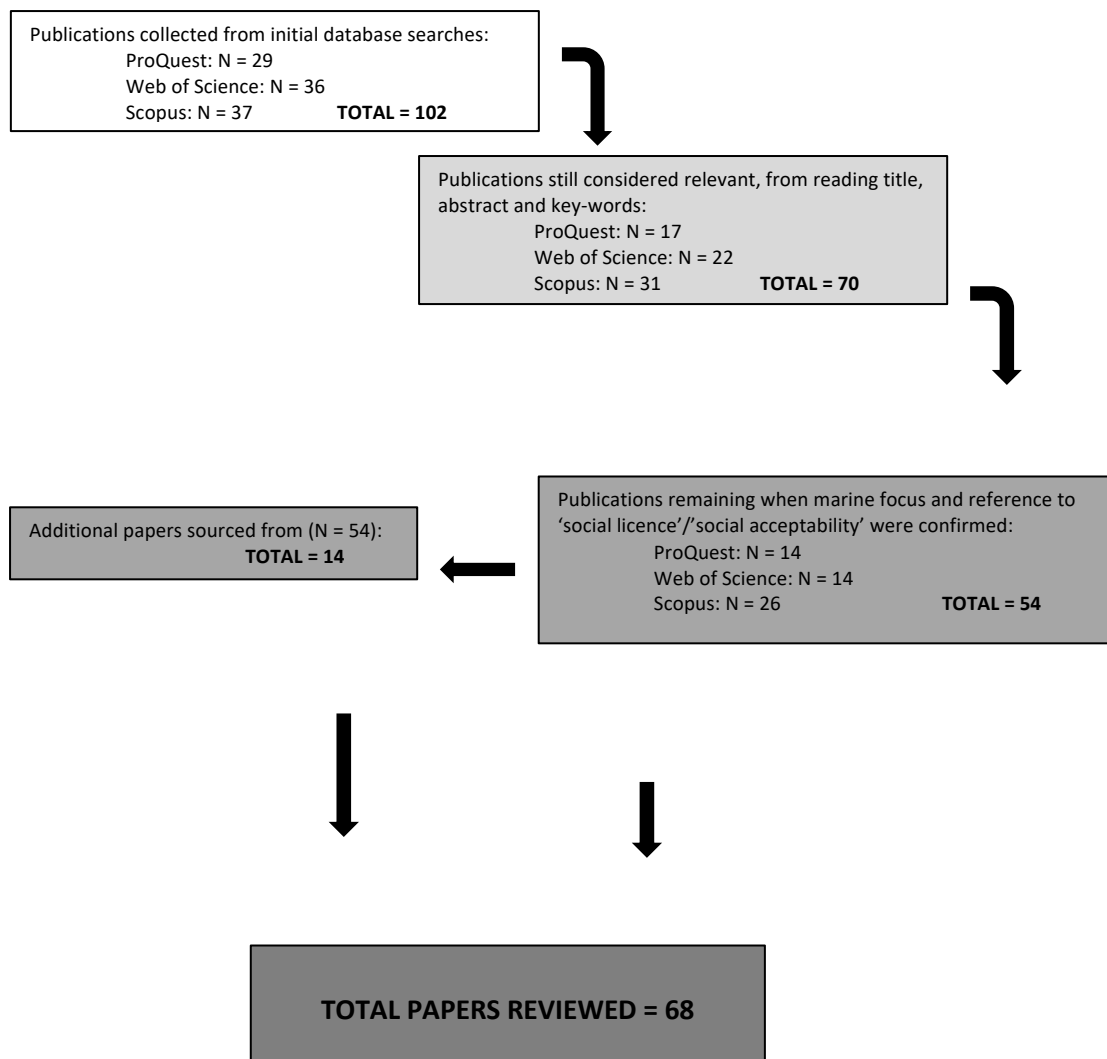 Publications collected from initial database searches:
ProQuest: N = 29
Web of Science: N = 36
Scopus: N = 37 TOTAL = 102
Publications still considered relevant, from reading title,
abstract and key-words:
ProQuest: N = 17
Web of Science: N = 22
Scopus: N = 31 TOTAL = 70
Publications remaining when marine focus and reference to
‘social licence’/’social acceptability’ were confirmed:
ProQuest: N = 14
Web of Science: N = 14
Scopus: N = 26 TOTAL = 54
Additional papers sourced from (N = 54):
TOTAL = 14
TOTAL PAPERS REVIEWED = 68